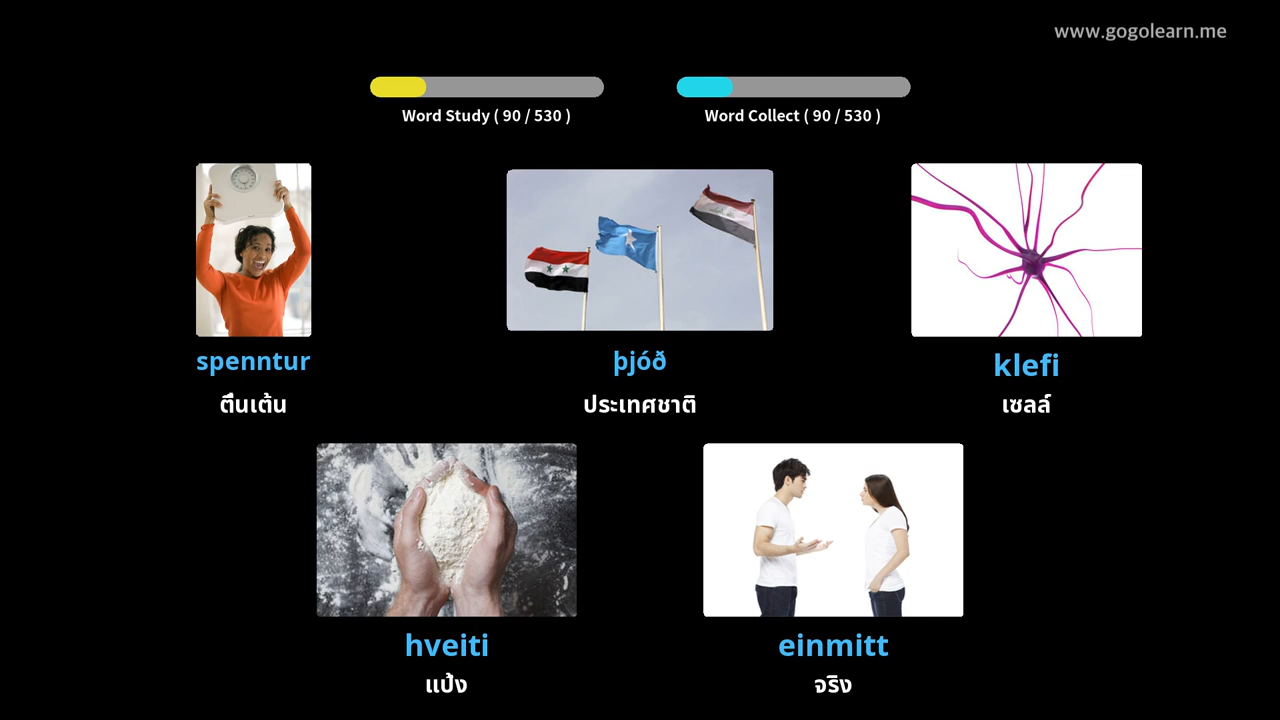 www.gogolearn.me
Word Study ( 90 / 530 )
Word Collect ( 90 / 530 )
spenntur
ตื่นเต้น
þjóð
ประเทศชาติ
klefi
เซลล์
hveiti
แป้ง
einmitt
จริง